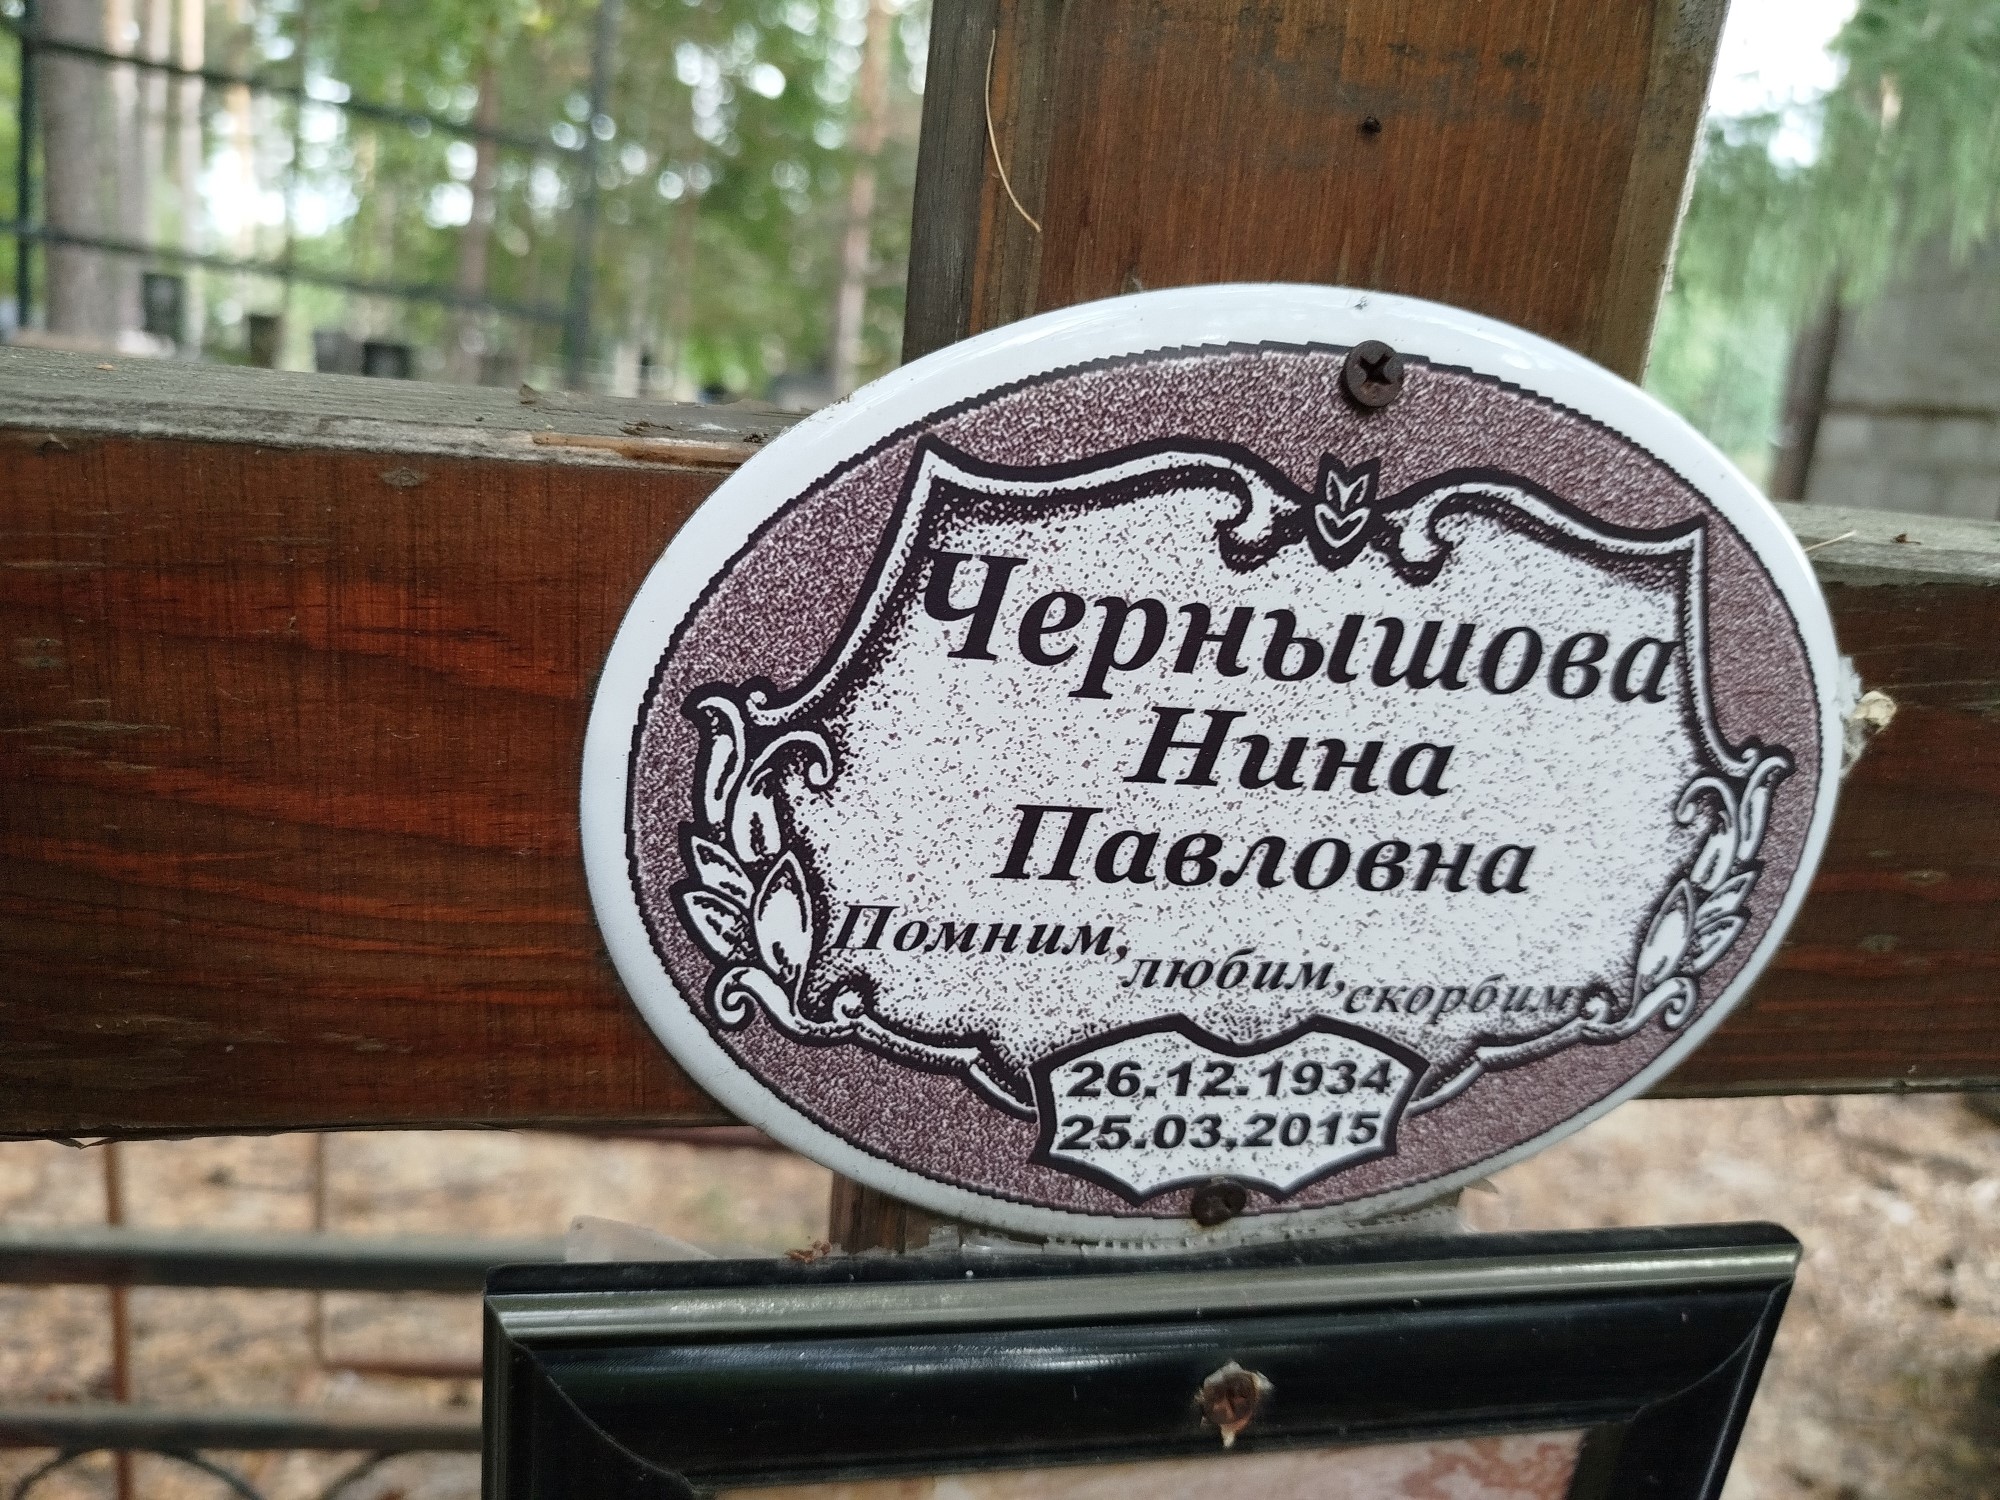 Чернышова
Нина
Павловна
Помним, любим, скорбим
26.12.1934
25.03.2015